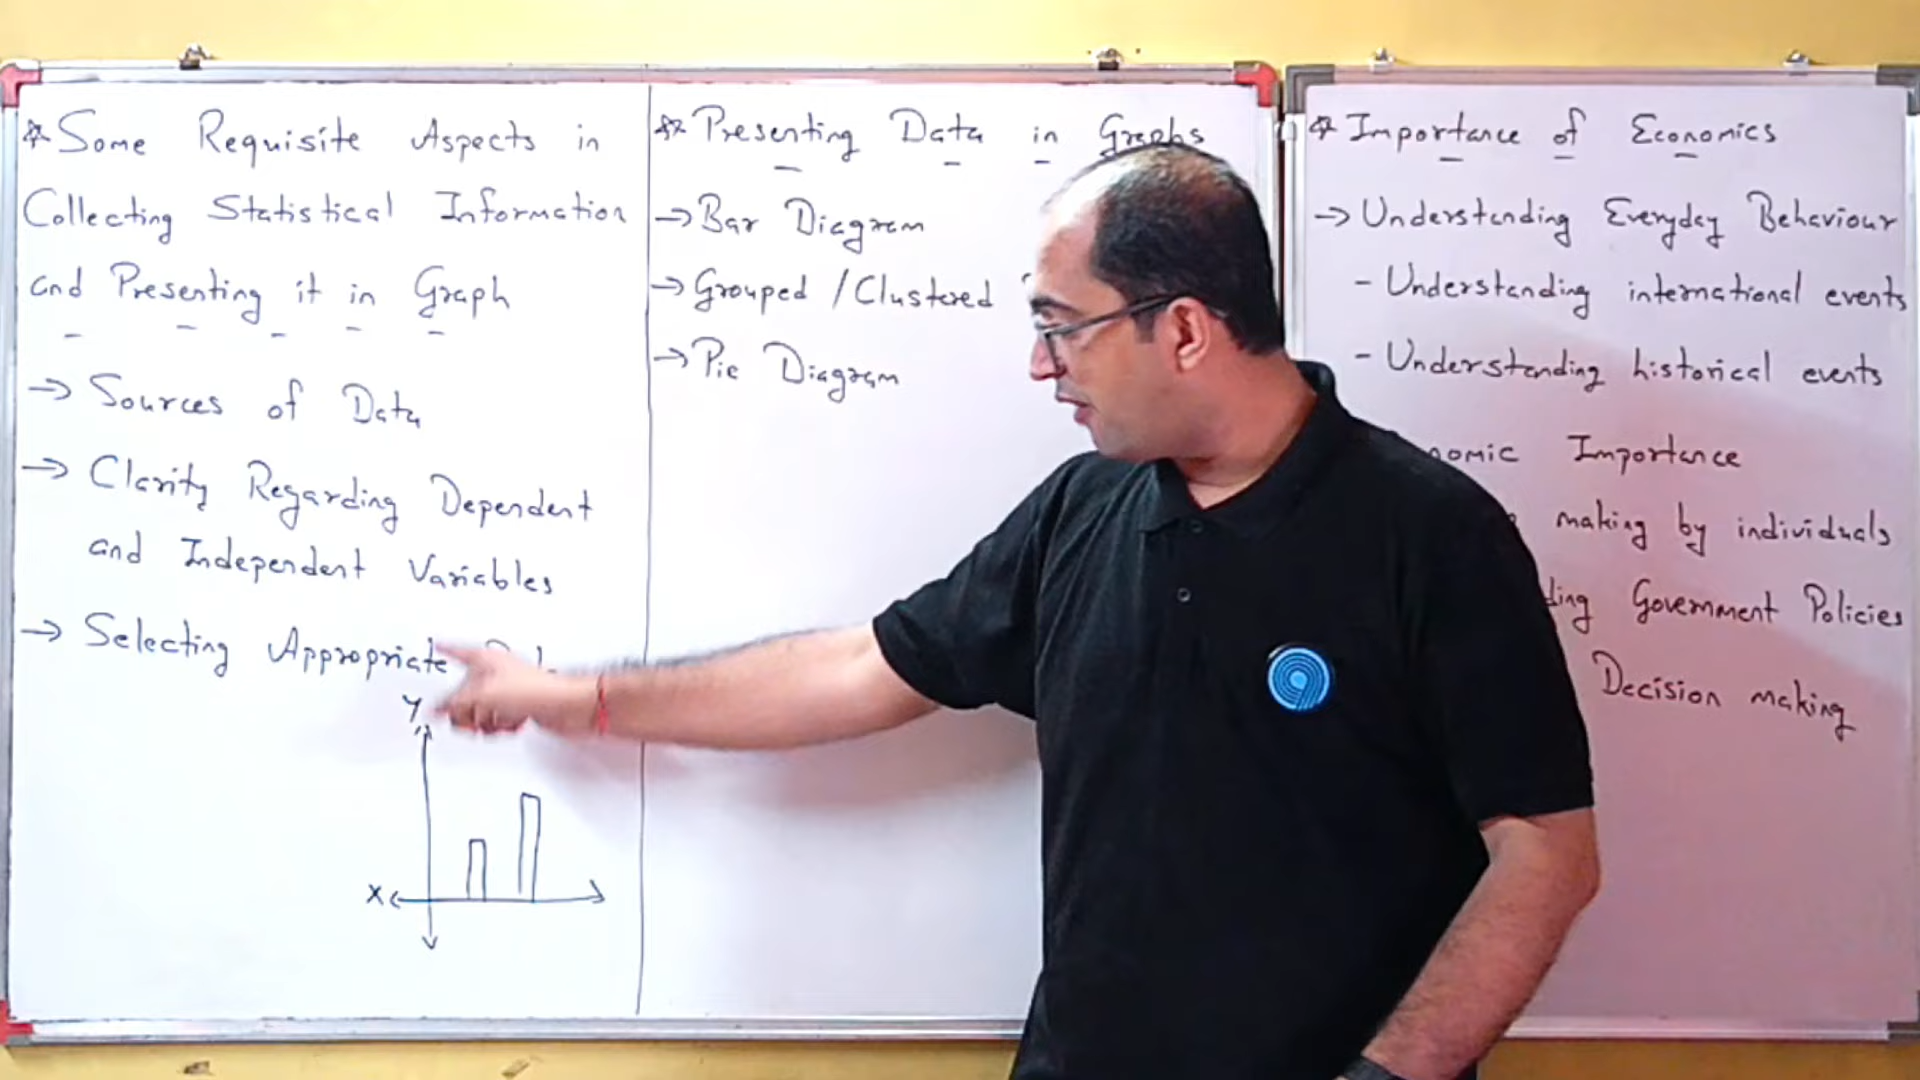 * Some Requisite Aspects in
Collecting Statistical Information
and Presenting it in Graph
→ Sources of Data
→ Clarity Regarding Dependent
and Independent Variables
→ Selecting Appropriate
Y
X
* Presenting Data in Graphs
→ Bar Diagram
→ Grouped / Clustered
→ Pie Diagram
* Importance of Economics
→ Understanding Everyday Behaviour
- Understanding international events
- Understanding historical events
Importance
making by individuals
Government Policies
Decision making